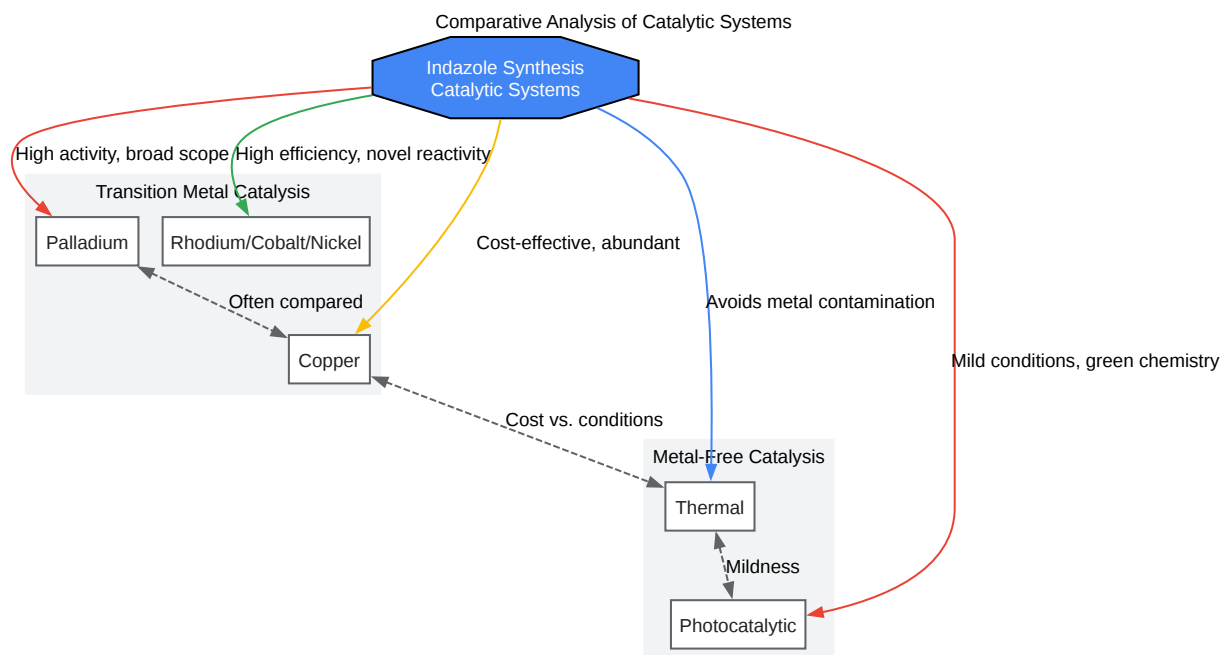 Comparative Analysis of Catalytic Systems
Indazole Synthesis
Catalytic Systems
High activity, broad scope
High efficiency, novel reactivity
Transition Metal Catalysis
Palladium
Rhodium/Cobalt/Nickel
Cost-effective, abundant
Often compared
Avoids metal contamination
Copper
Mild conditions, green chemistry
Cost vs. conditions
Metal-Free Catalysis
Thermal
Mildness
Photocatalytic